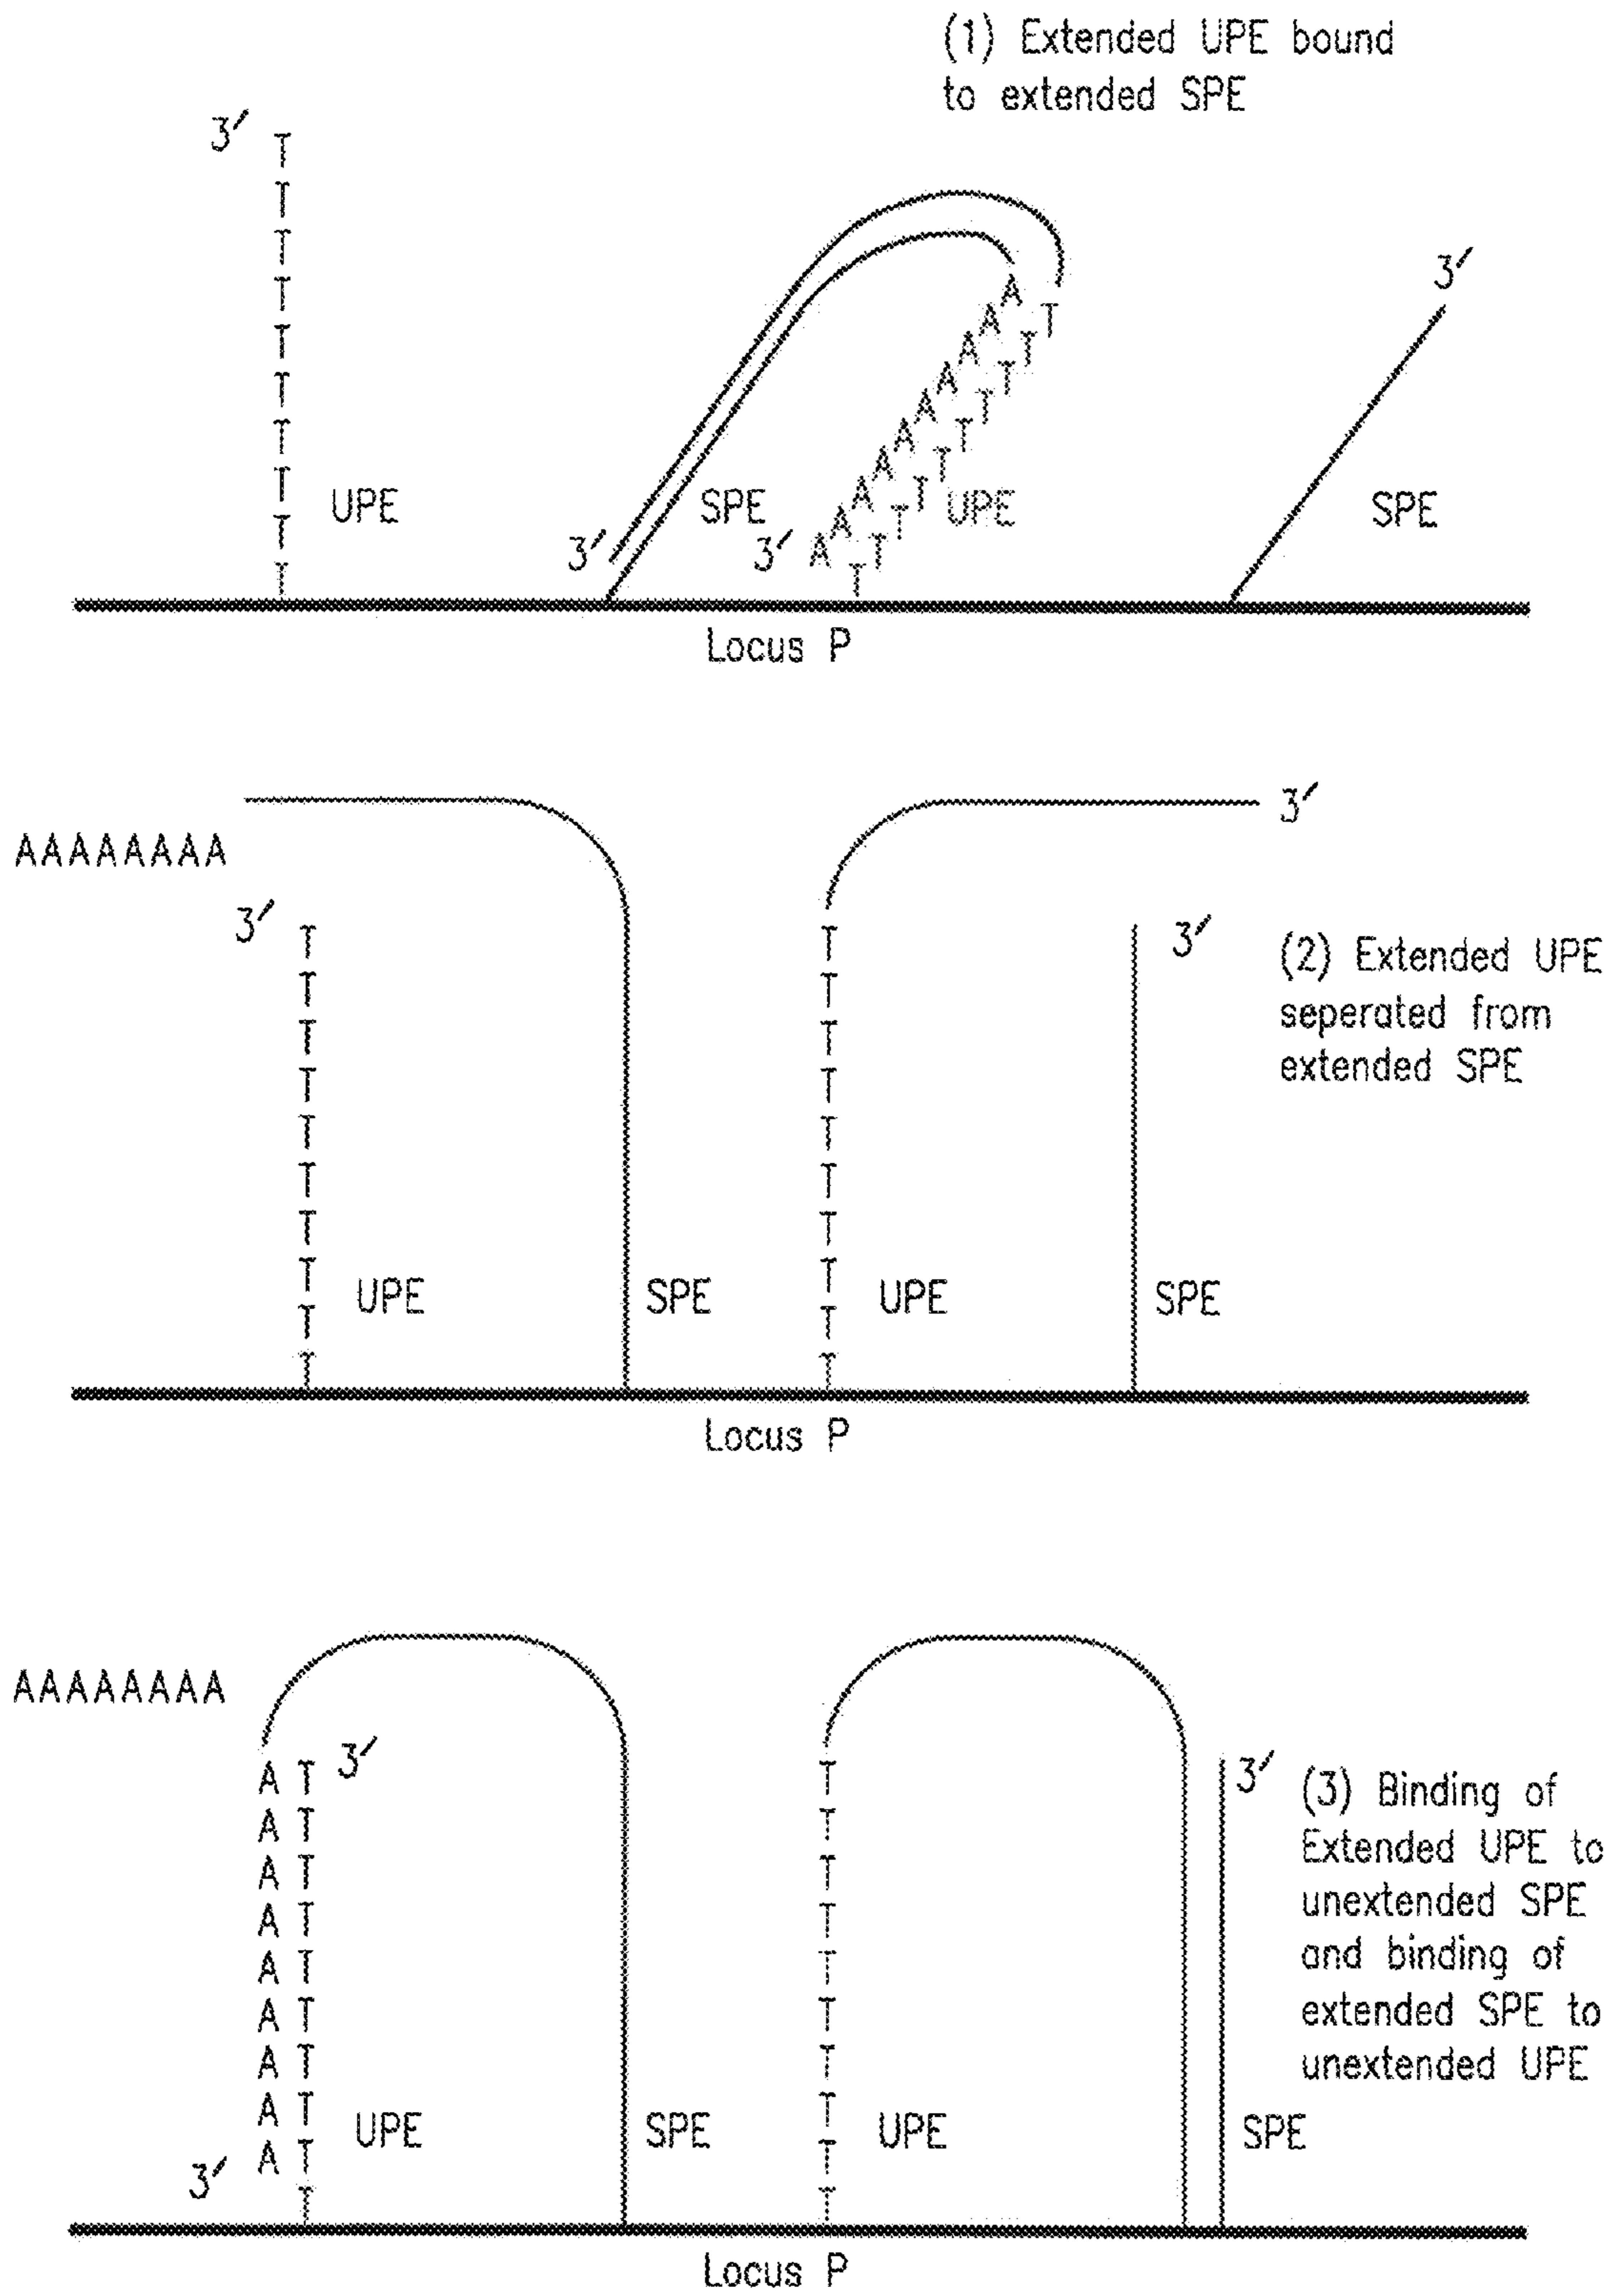 (1) Extended UPE bound
to extended SPE
3′
T
T
T
T
T
T
T
T
T
T
UPE
3′
SPE
3′
A
A
A
A
A
A
A
A
A
A
T
T
T
T
T
T
T
T
T
T
UPE
3′
SPE
Locus P
AAAAAAAA
3′
T
T
T
T
T
T
T
T
T
T
UPE
SPE
3′
T
T
T
T
T
T
T
T
T
T
UPE
3′
SPE
(2) Extended UPE
seperated from
extended SPE
Locus P
AAAAAAAA
3′
A T
A T
A T
A T
A T
A T
A T
A T
A T
T
3′
UPE
SPE
T
T
T
T
T
T
T
T
T
T
UPE
3′
SPE
(3) Binding of
Extended UPE to
unextended SPE
and binding of
extended SPE to
unextended UPE
Locus P